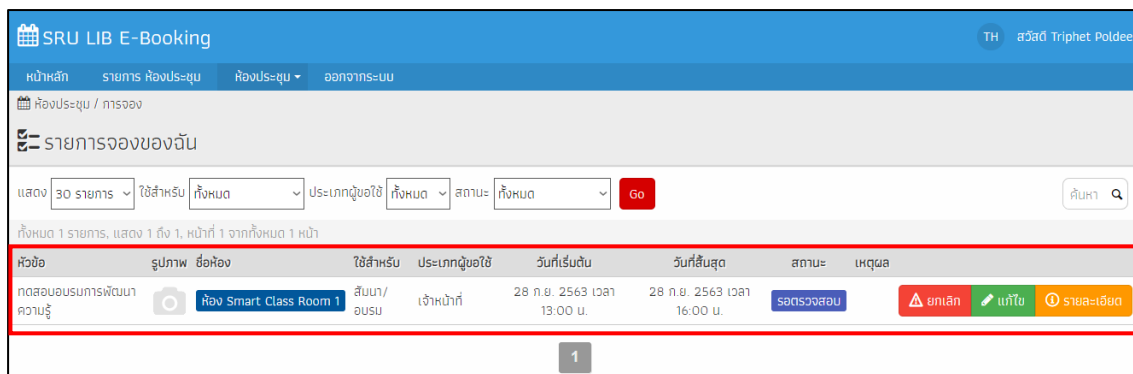 SRU LIB E-Booking
TH สวัสดี Triphet Poldee
หน้าหลัก รายการ ห้องประชุม ห้องประชุม ออกจากระบบ
ห้องประชุม / การจอง
รายการจองของฉัน
แสดง 30 รายการ ใช้สำหรับ ทั้งหมด ประเภทผู้ขอใช้ ทั้งหมด สถานะ ทั้งหมด Go ค้นหา
ทั้งหมด 1 รายการ, แสดง 1 ถึง 1, หน้าที่ 1 จากทั้งหมด 1 หน้า
หัวข้อ รูปภาพ ชื่อห้อง ใช้สำหรับ ประเภทผู้ขอใช้ วันที่เริ่มต้น วันที่สิ้นสุด สถานะ เหตุผล
ทดสอบอบรมการพัฒนา สัมนา/ 28 ก.ย. 2563 เวลา 28 ก.ย. 2563 เวลา
ห้อง Smart Class Room 1 เจ้าหน้าที่ รอตรวจสอบ ยกเลิก แก้ไข รายละเอียด
ความรู้ อบรม 13:00 น. 16:00 น.
1